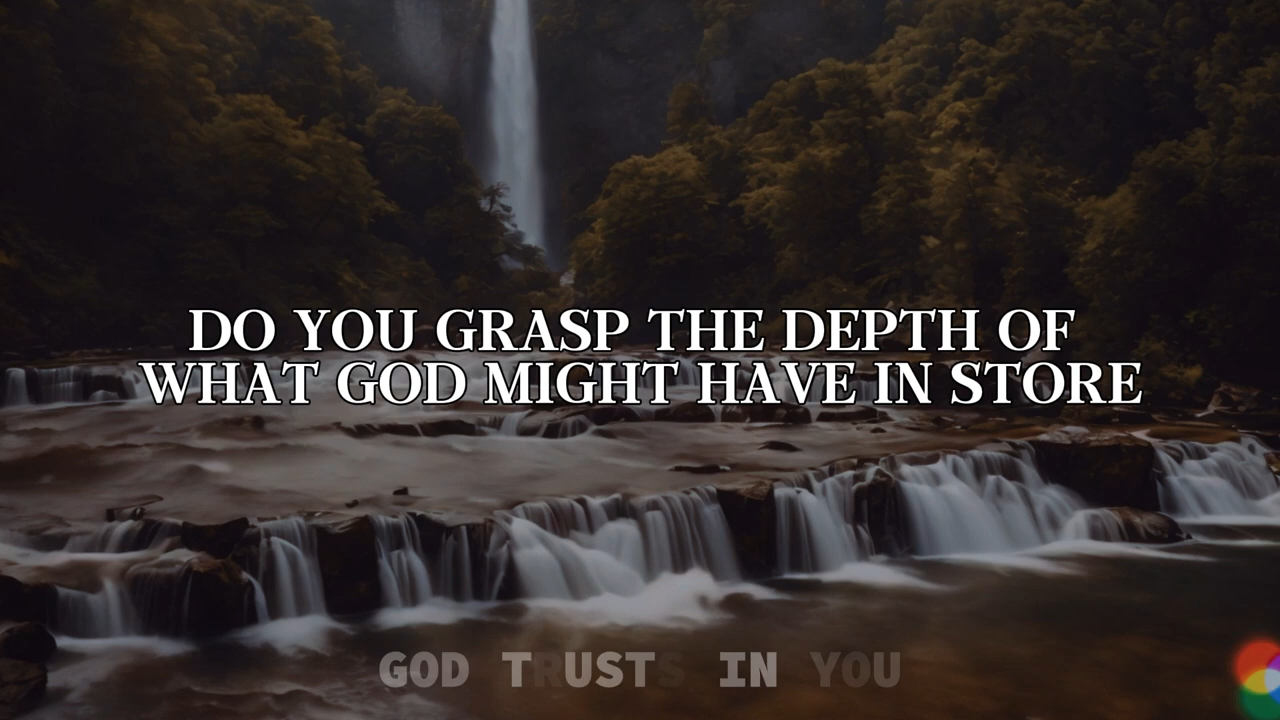 DO YOU GRASP THE DEPTH OF
WHAT GOD MIGHT HAVE IN STORE
GOD TRUSTS IN YOU